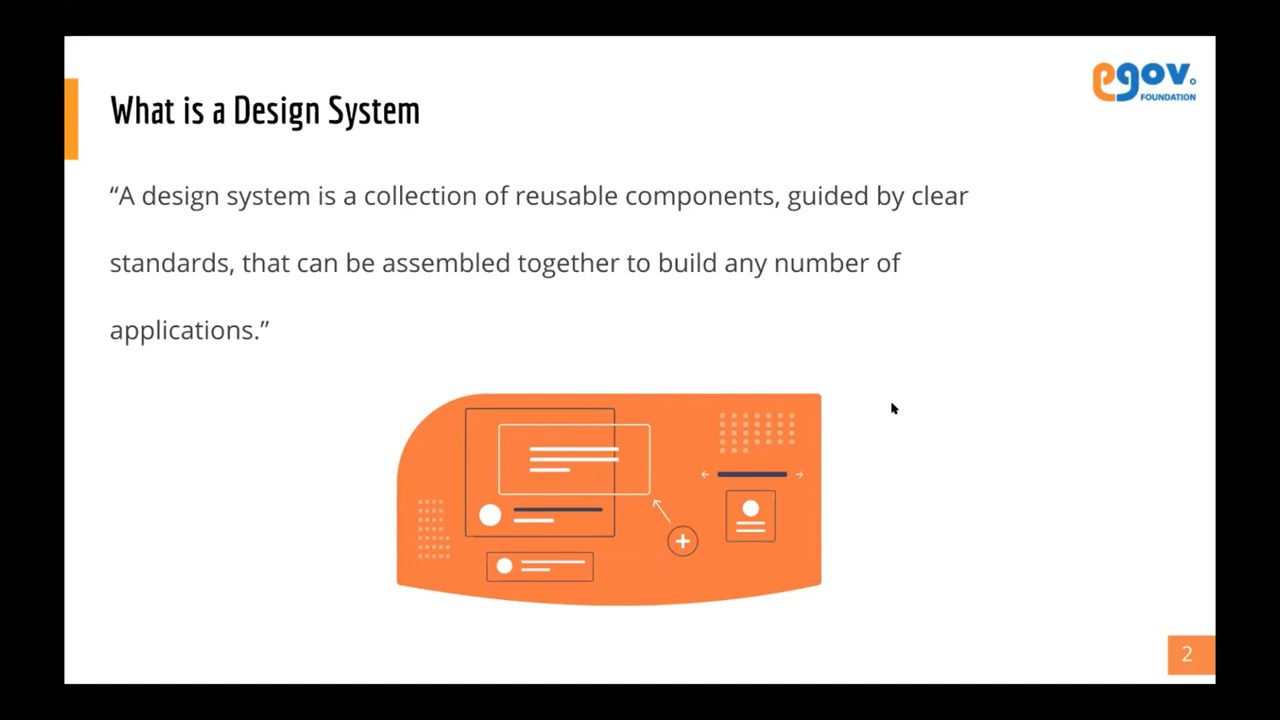 egov.
FOUNDATION
What is a Design System
“A design system is a collection of reusable components, guided by clear
standards, that can be assembled together to build any number of
applications.”
2